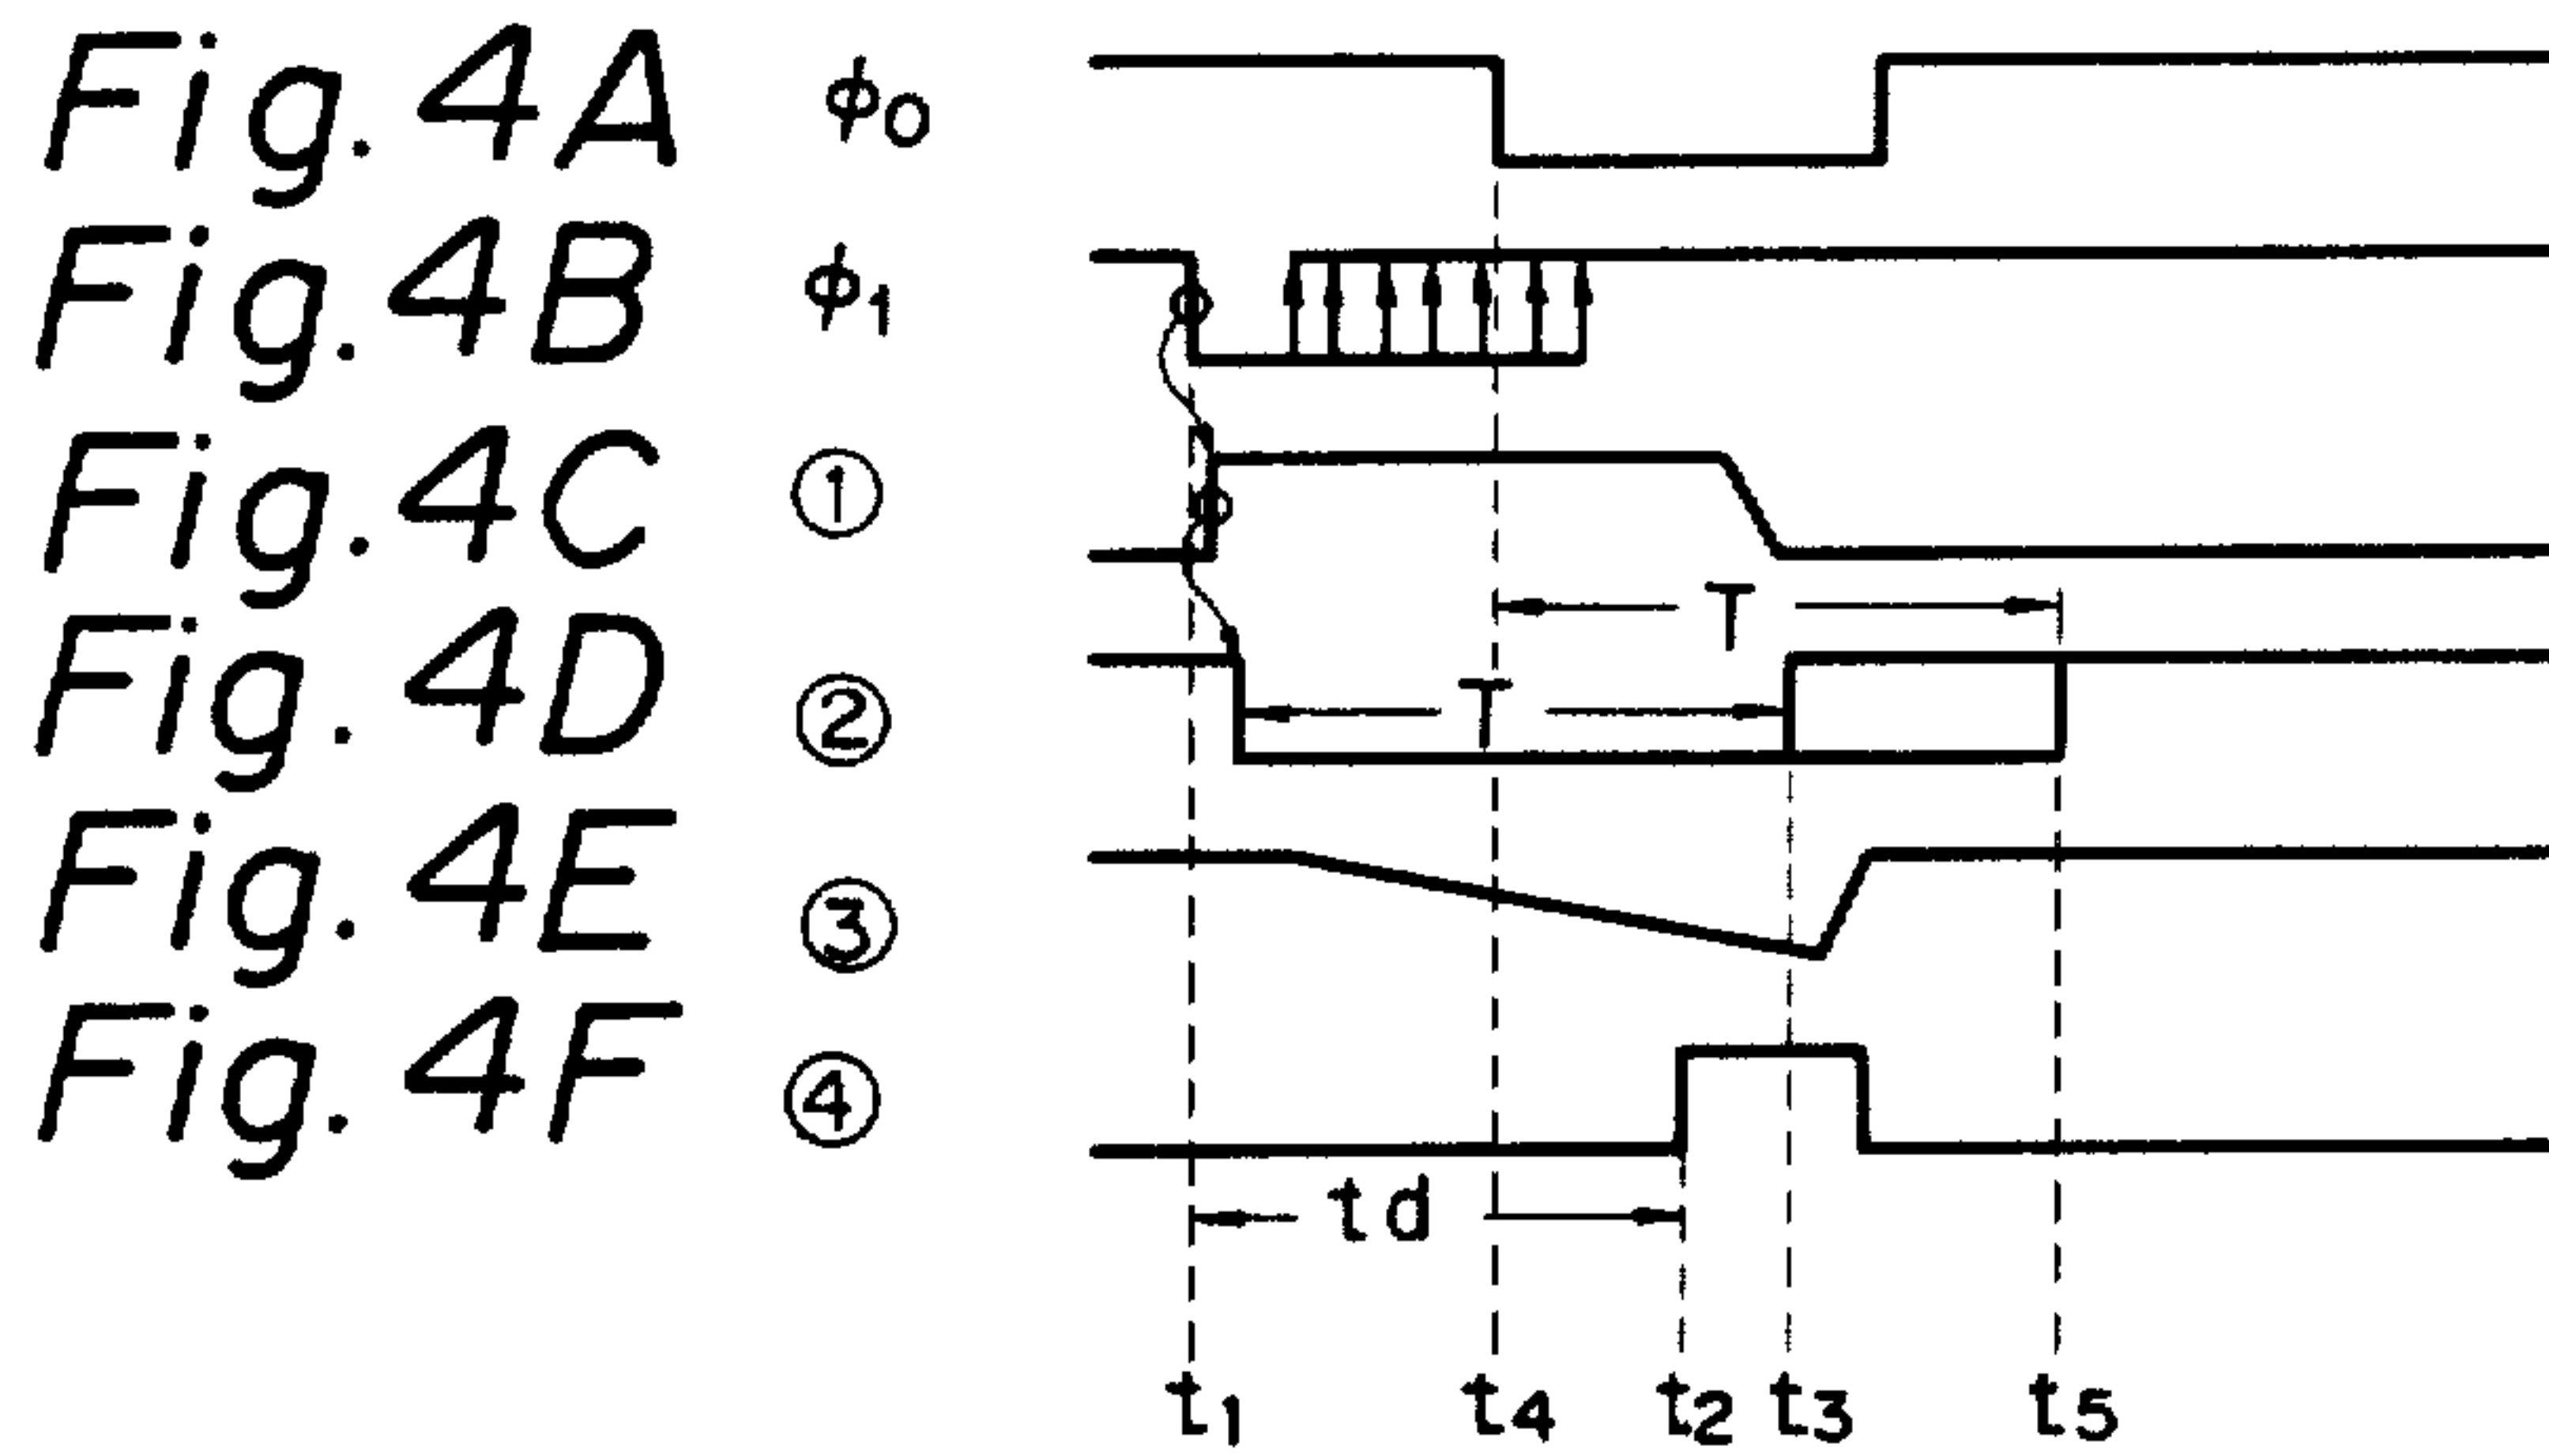 Fig. 4A ϕ0
Fig. 4B ϕ1
Fig. 4C ①
T
Fig. 4D ②
T
Fig. 4E ③
Fig. 4F ④
td
t1 t4 t2 t3 t5